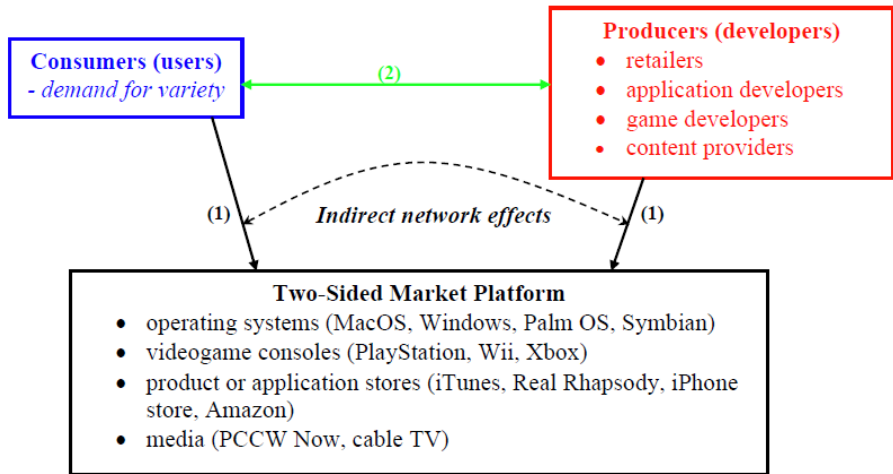 Consumers (users)
- demand for variety
(2)
Producers (developers)
• retailers
• application developers
• game developers
• content providers
(1)
Indirect network effects
(1)
Two-Sided Market Platform
• operating systems (MacOS, Windows, Palm OS, Symbian)
• videogame consoles (PlayStation, Wii, Xbox)
• product or application stores (iTunes, Real Rhapsody, iPhone
store, Amazon)
• media (PCCW Now, cable TV)